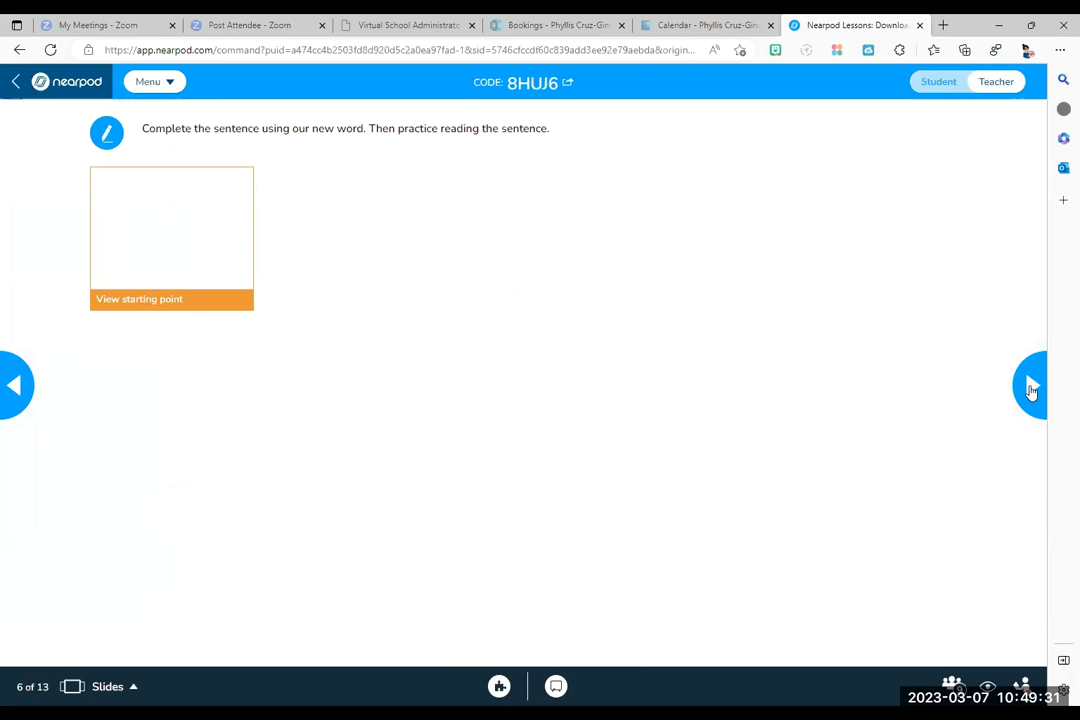 My Meetings - Zoom
Post Attendee - Zoom
Virtual School Administrato
Bookings - Phyllis Cruz-Gin
Calendar - Phyllis Cruz-Gin
Nearpod Lessons: Downloa
https://app.nearpod.com/command?puid=a474cc4b2503fd8d920d5c2a0ea97fad-1&sid=5746cfccdf60c839add3ee92e79aebda&origin...
nearpod
Menu
CODE: 8HUJ6
Student
Teacher
Complete the sentence using our new word. Then practice reading the sentence.
View starting point
6 of 13
Slides
2023-03-07 10:49:31